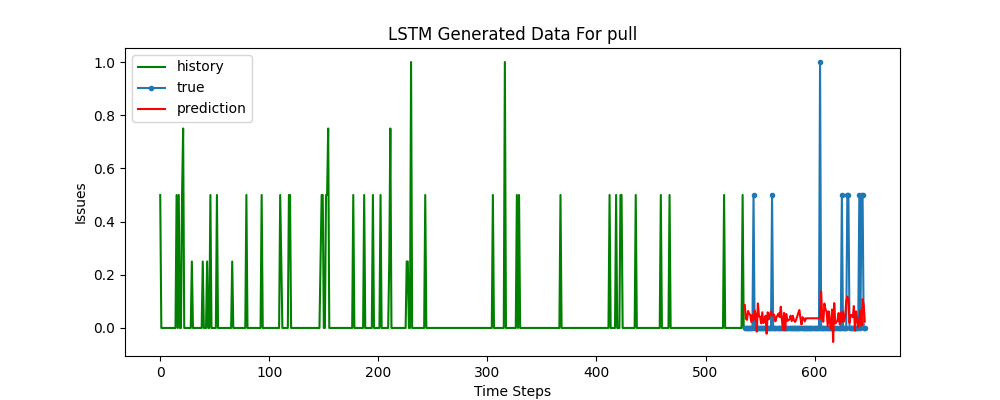 LSTM Generated Data For pull
history
true
prediction
Issues
1.0
0.8
0.6
0.4
0.2
0.0
0 100 200 300 400 500 600
Time Steps